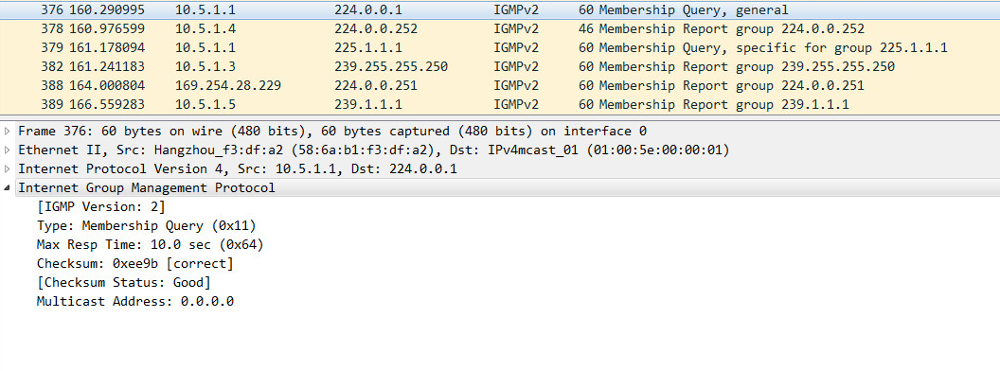 376 160.290995 10.5.1.1 224.0.0.1 IGMPv2 60 Membership Query, general
378 160.976599 10.5.1.4 224.0.0.252 IGMPv2 46 Membership Report group 224.0.0.252
379 161.178094 10.5.1.1 225.1.1.1 IGMPv2 60 Membership Query, specific for group 225.1.1.1
382 161.241183 10.5.1.3 239.255.255.250 IGMPv2 60 Membership Report group 239.255.255.250
388 164.000804 169.254.28.229 224.0.0.251 IGMPv2 60 Membership Report group 224.0.0.251
389 166.559283 10.5.1.5 239.1.1.1 IGMPv2 60 Membership Report group 239.1.1.1
Frame 376: 60 bytes on wire (480 bits), 60 bytes captured (480 bits) on interface 0
Ethernet II, Src: Hangzhou_f3:df:a2 (58:6a:b1:f3:df:a2), Dst: IPv4mcast_01 (01:00:5e:00:00:01)
Internet Protocol Version 4, Src: 10.5.1.1, Dst: 224.0.0.1
Internet Group Management Protocol
[IGMP Version: 2]
Type: Membership Query (0x11)
Max Resp Time: 10.0 sec (0x64)
Checksum: 0xee9b [correct]
[Checksum Status: Good]
Multicast Address: 0.0.0.0